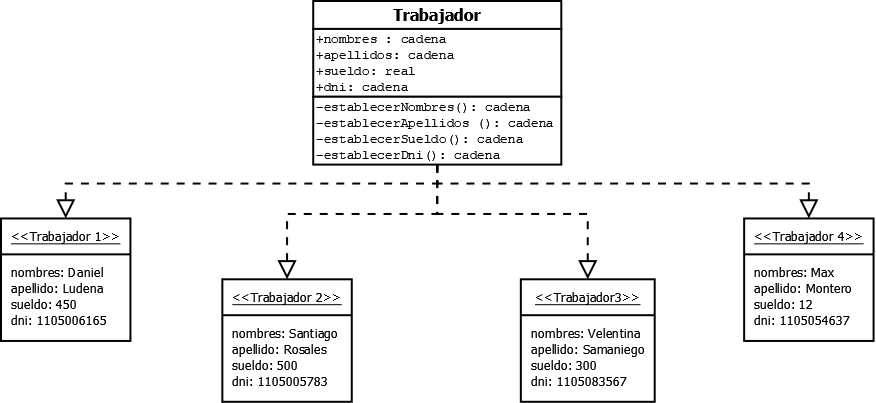 Trabajador
+nombres : cadena
+apellidos: cadena
+sueldo: real
+dni: cadena
-establecerNombres(): cadena
-establecerApellidos (): cadena
-establecerSueldo(): cadena
-establecerDni(): cadena
<<Trabajador 1>>
nombres: Daniel
apellido: Ludena
sueldo: 450
dni: 1105006165
<<Trabajador 2>>
nombres: Santiago
apellido: Rosales
sueldo: 500
dni: 1105005783
<<Trabajador3>>
nombres: Velentina
apellido: Samaniego
sueldo: 300
dni: 1105083567
<<Trabajador 4>>
nombres: Max
apellido: Montero
sueldo: 12
dni: 1105054637